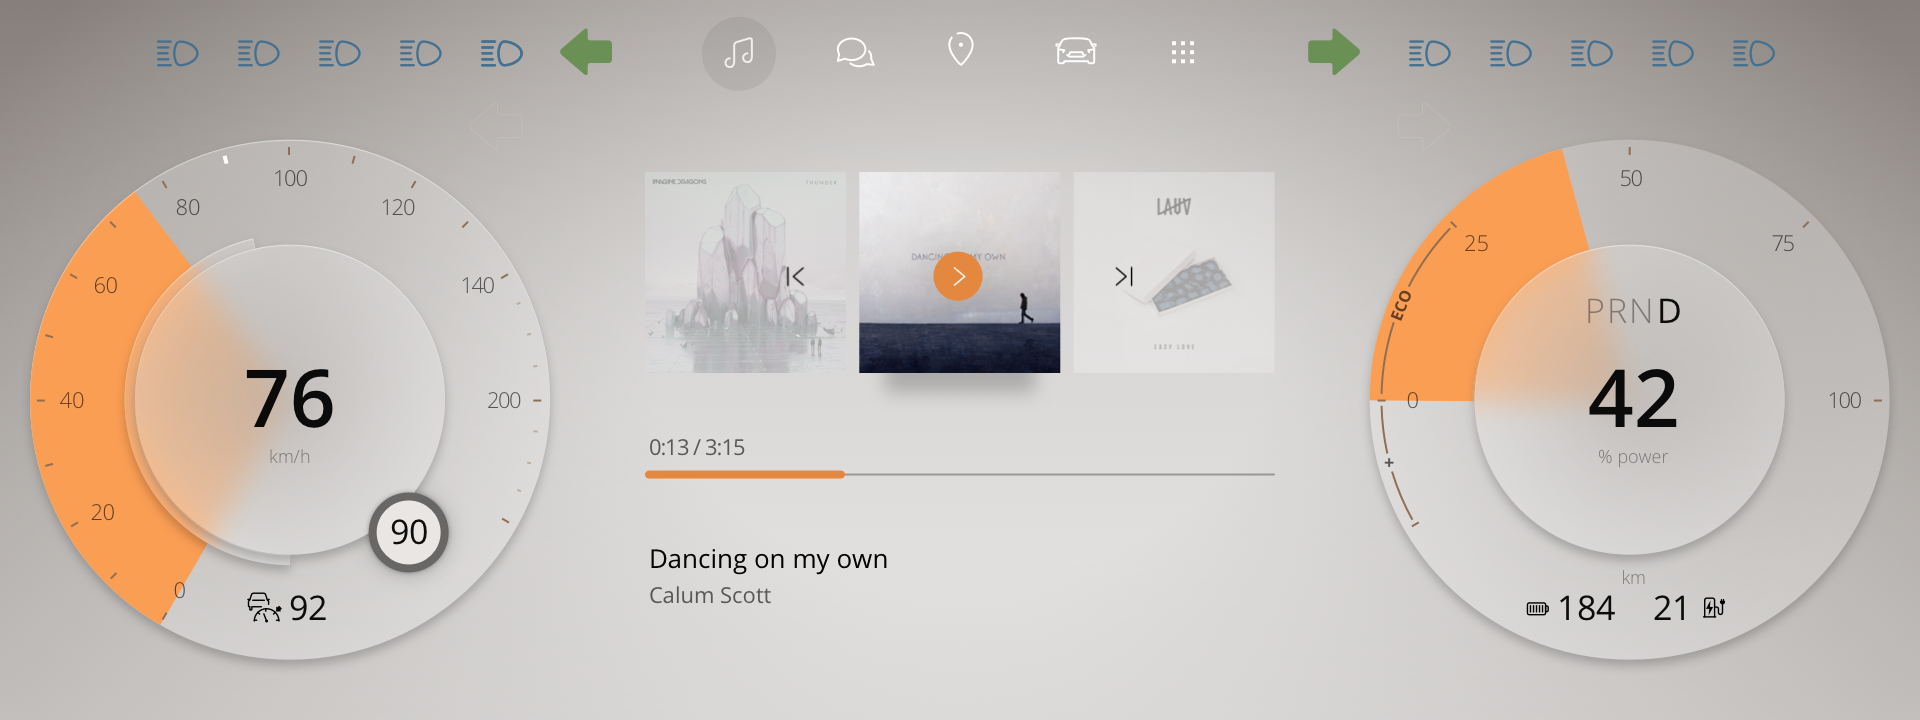 100
80
120
60
140
40
200
20
0
76
km/h
90
92
IMAGINE DRAGONS
THUNDER
DANCING MY OWN
LAUV
EASY LOVE
0:13 / 3:15
Dancing on my own
Calum Scott
50
25
75
ECO
0
100
+
PRND
42
% power
km
184
21